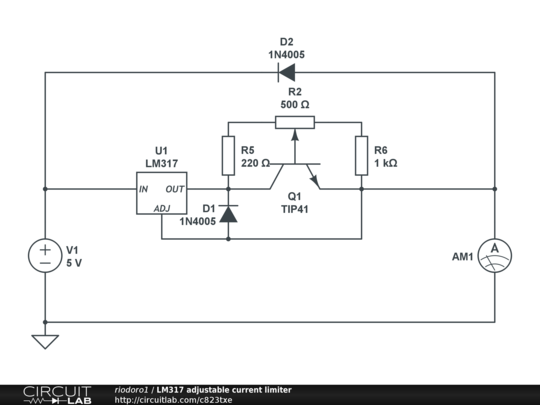 D2
1N4005
R2
500 Ω
R5
220 Ω
R6
1 kΩ
U1
LM317
IN OUT
ADJ
D1
1N4005
Q1
TIP41
V1
5 V
+
−
A
AM1
CIRCUIT
LAB
riodoro1 / LM317 adjustable current limiter
http://circuitlab.com/c823txe